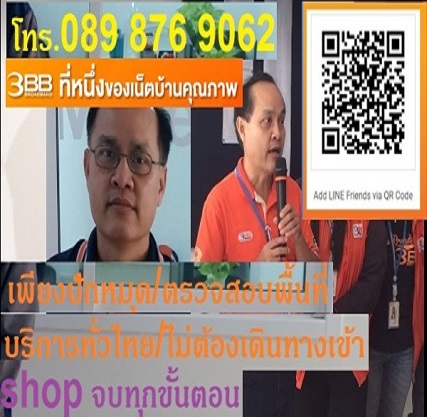 โทร.089 876 9062
3BB ที่หนึ่งของเน็ตบ้านคุณภาพ
Add LINE Friends via QR Code
เพียงปักหมุด/ตรวจสอบพื้นที่
บริการทั่วไทย/ไม่ต้องเดินทางเข้า
shop จบทุกขั้นตอน